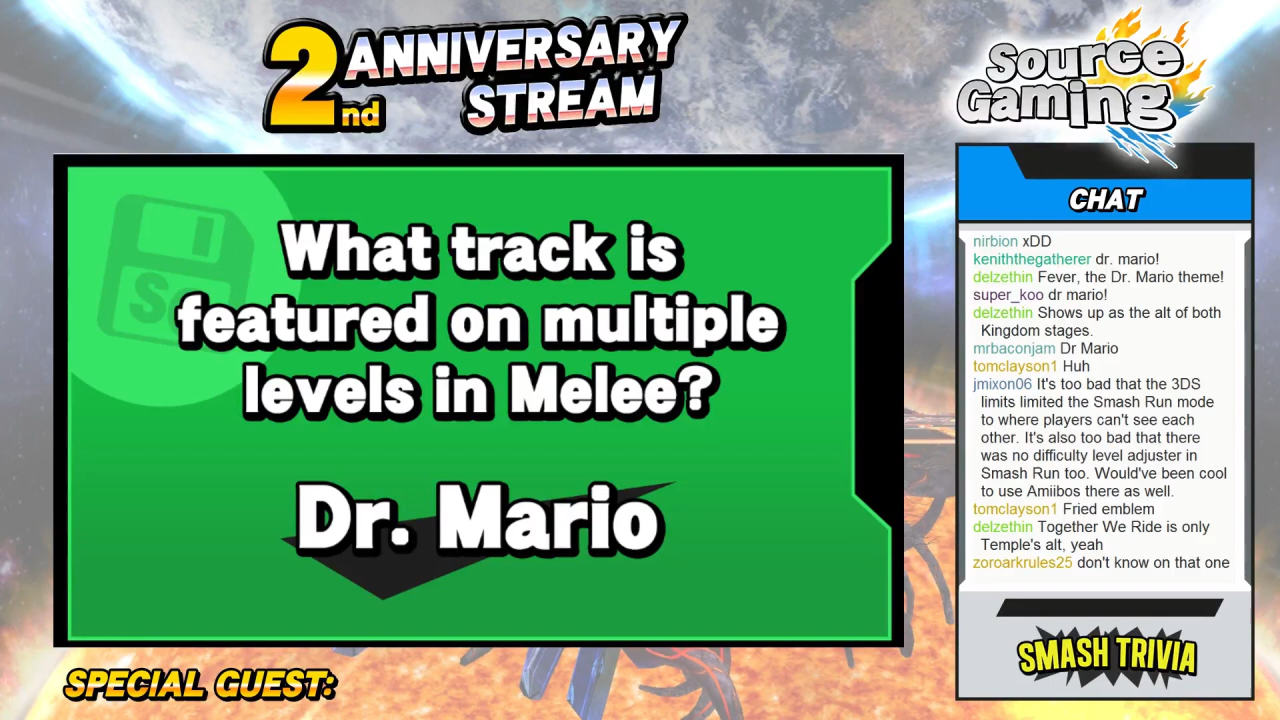 2nd ANNIVERSARY
STREAM
Source
Gaming
What track is
featured on multiple
levels in Melee?
Dr. Mario
SPECIAL GUEST:
CHAT
nirbion xDD
keniththegatherer dr. mario!
delzethin Fever, the Dr. Mario theme!
super_koo dr mario!
delzethin Shows up as the alt of both
Kingdom stages.
mrbaconjam Dr Mario
tomclayson1 Huh
jmixon06 It's too bad that the 3DS
limits limited the Smash Run mode
to where players can't see each
other. It's also too bad that there
was no difficulty level adjuster in
Smash Run too. Would've been cool
to use Amiibos there as well.
tomclayson1 Fried emblem
delzethin Together We Ride is only
Temple's alt, yeah
zoroarkrules25 don't know on that one
SMASH TRIVIA